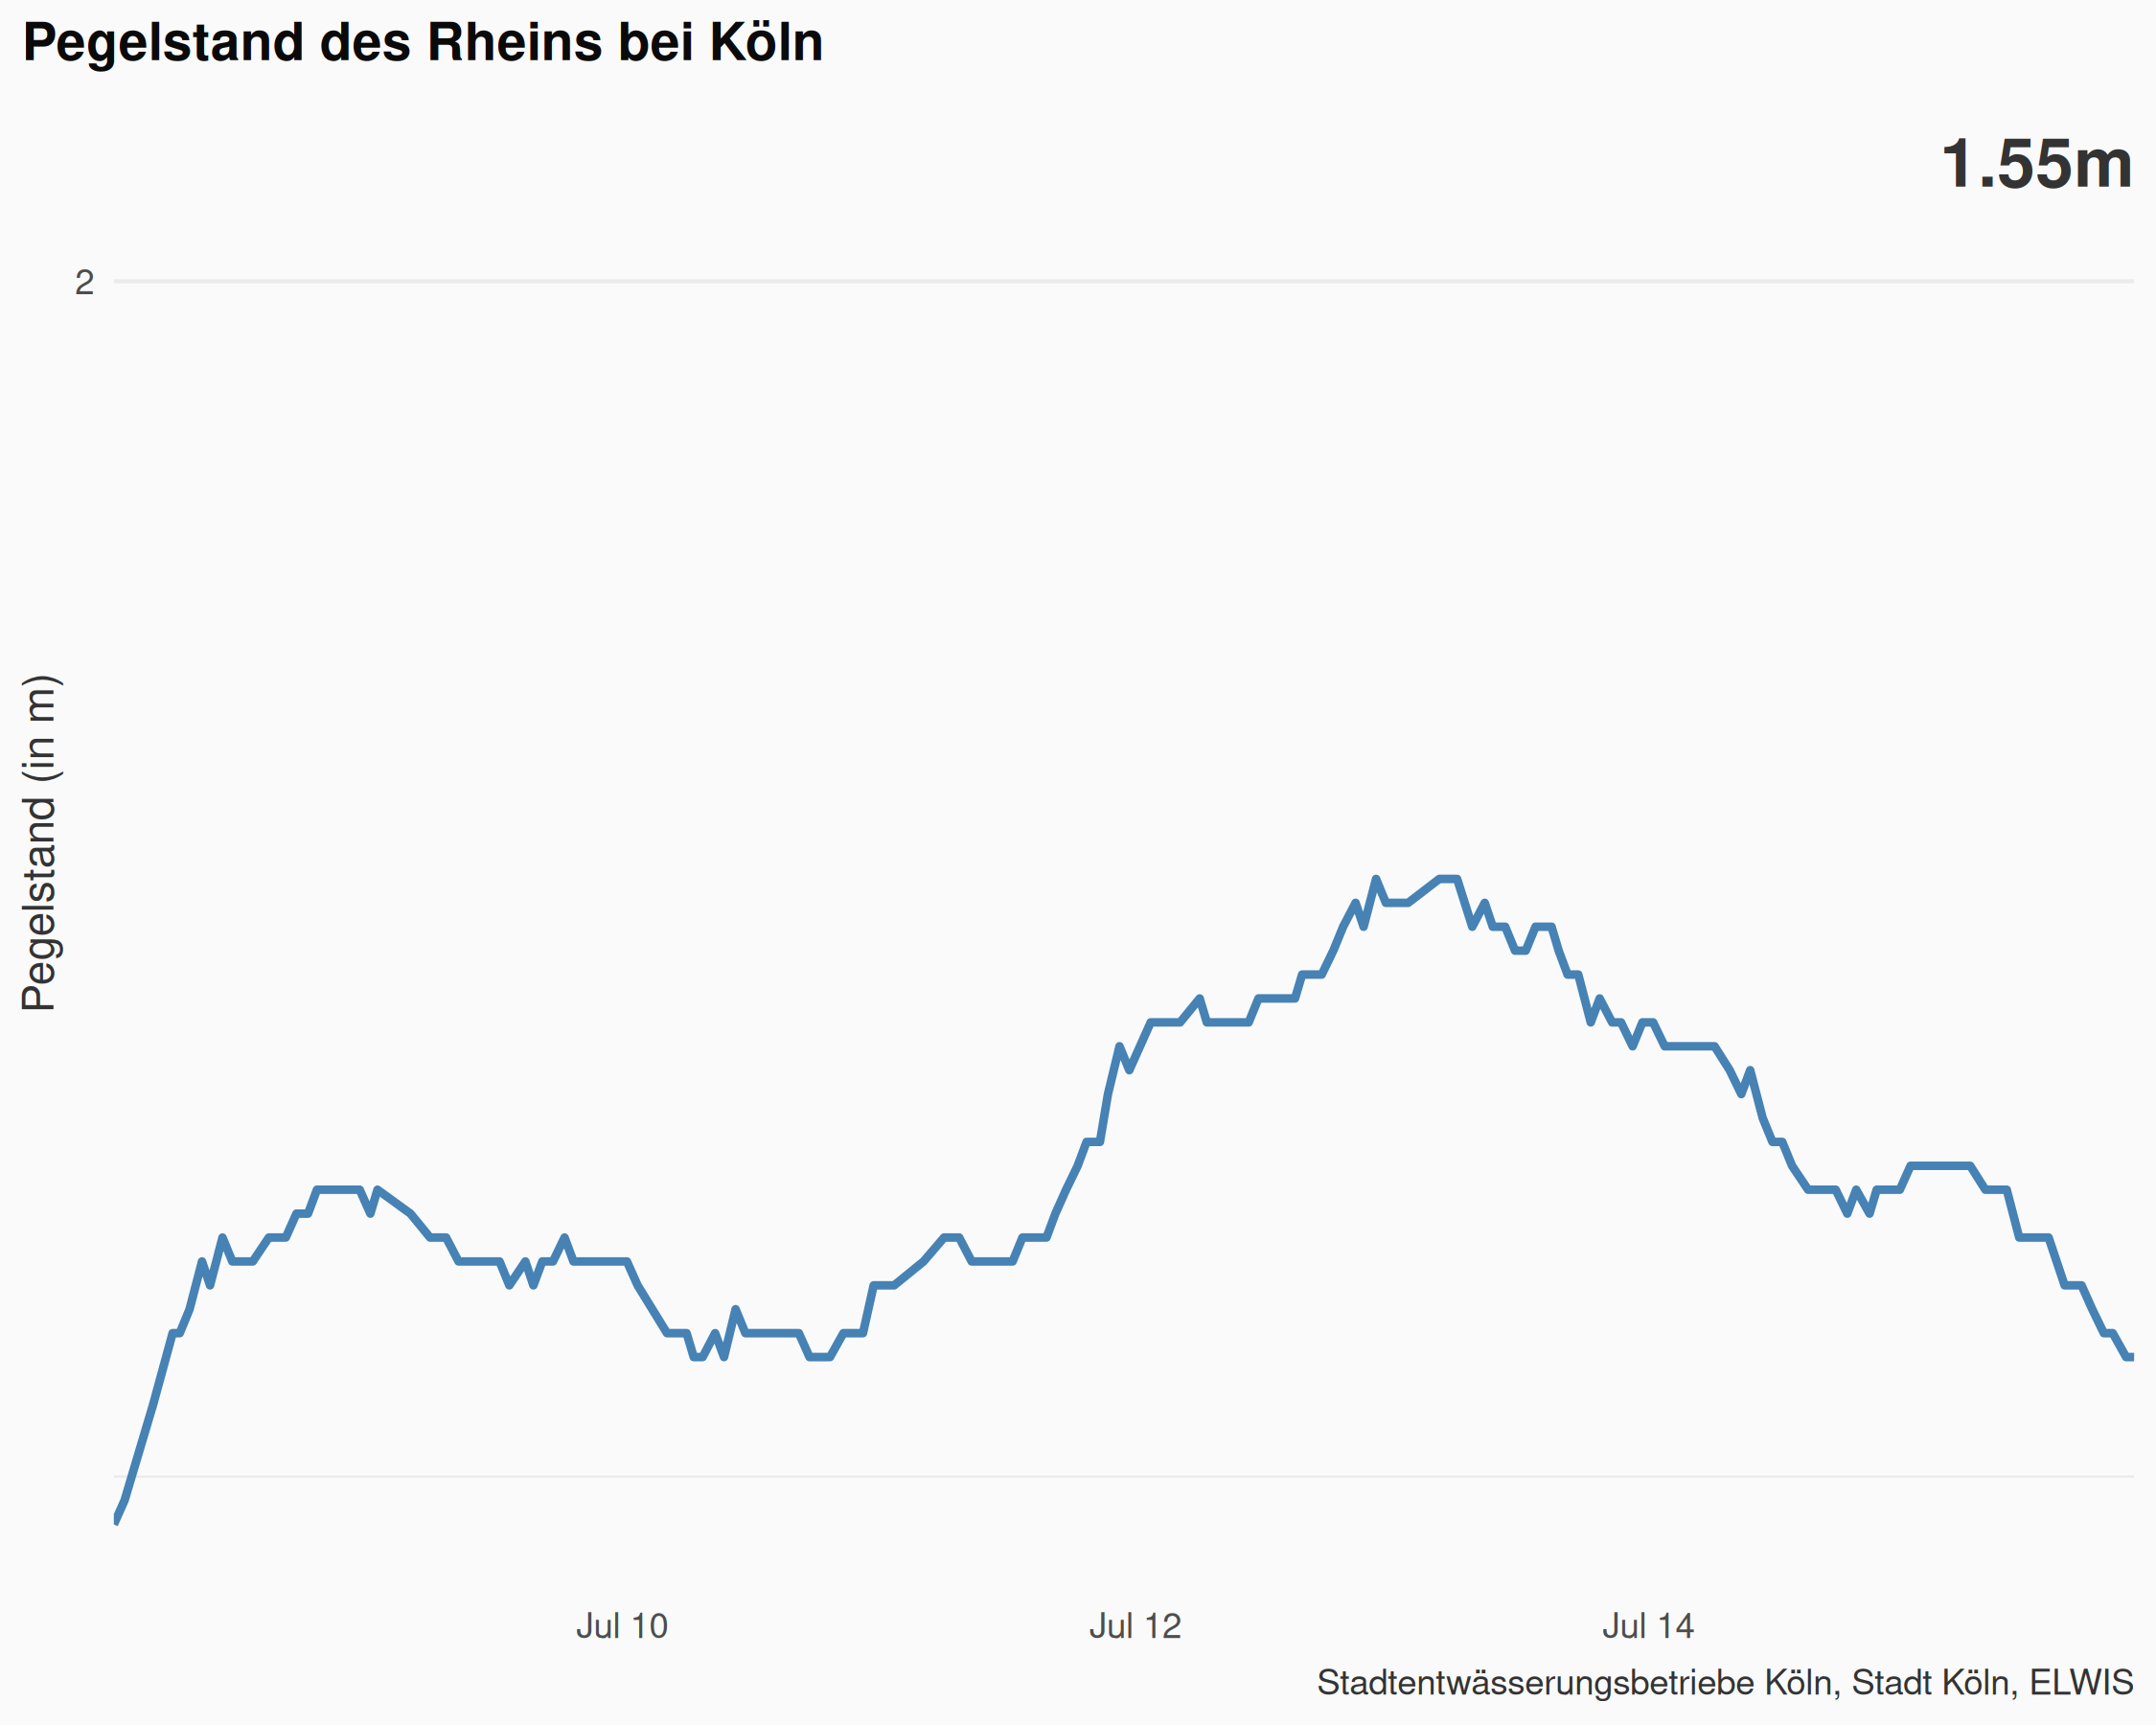 Pegelstand des Rheins bei Köln
1.55m
2
Pegelstand (in m)
Jul 10
Jul 12
Jul 14
Stadtentwässerungsbetriebe Köln, Stadt Köln, ELWIS